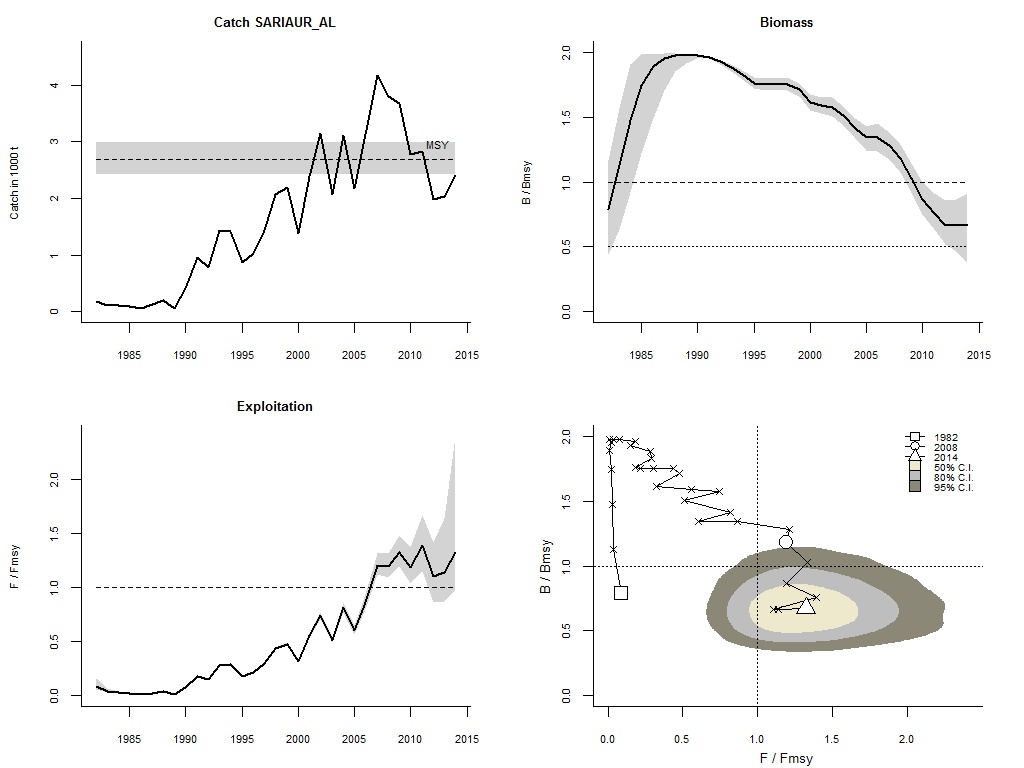 Catch SARIAUR_AL
Catch in 1000 t
4
3
2
1
0
MSY
1985 1990 1995 2000 2005 2010 2015
Biomass
B / Bmsy
2.0
1.5
1.0
0.5
0.0
1985 1990 1995 2000 2005 2010 2015
Exploitation
F / Fmsy
2.0
1.5
1.0
0.5
0.0
1985 1990 1995 2000 2005 2010 2015
B / Bmsy
2.0
1.5
1.0
0.5
0.0
1982
2008
2014
50% C.I.
80% C.I.
95% C.I.
0.0 0.5 1.0 1.5 2.0
F / Fmsy